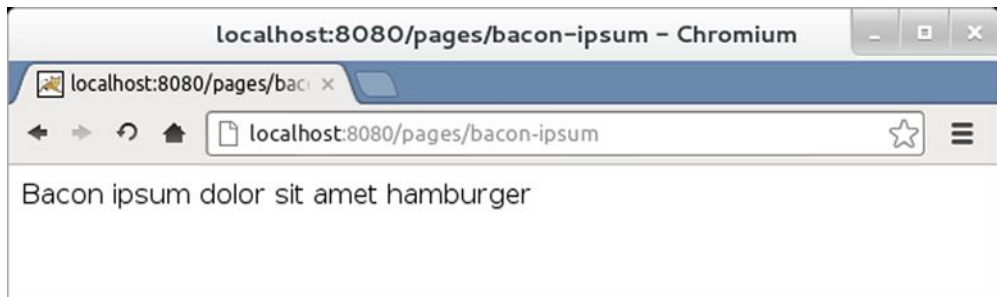 localhost:8080/pages/bacon-ipsum - Chromium
localhost:8080/pages/bac
localhost:8080/pages/bacon-ipsum
Bacon ipsum dolor sit amet hamburger